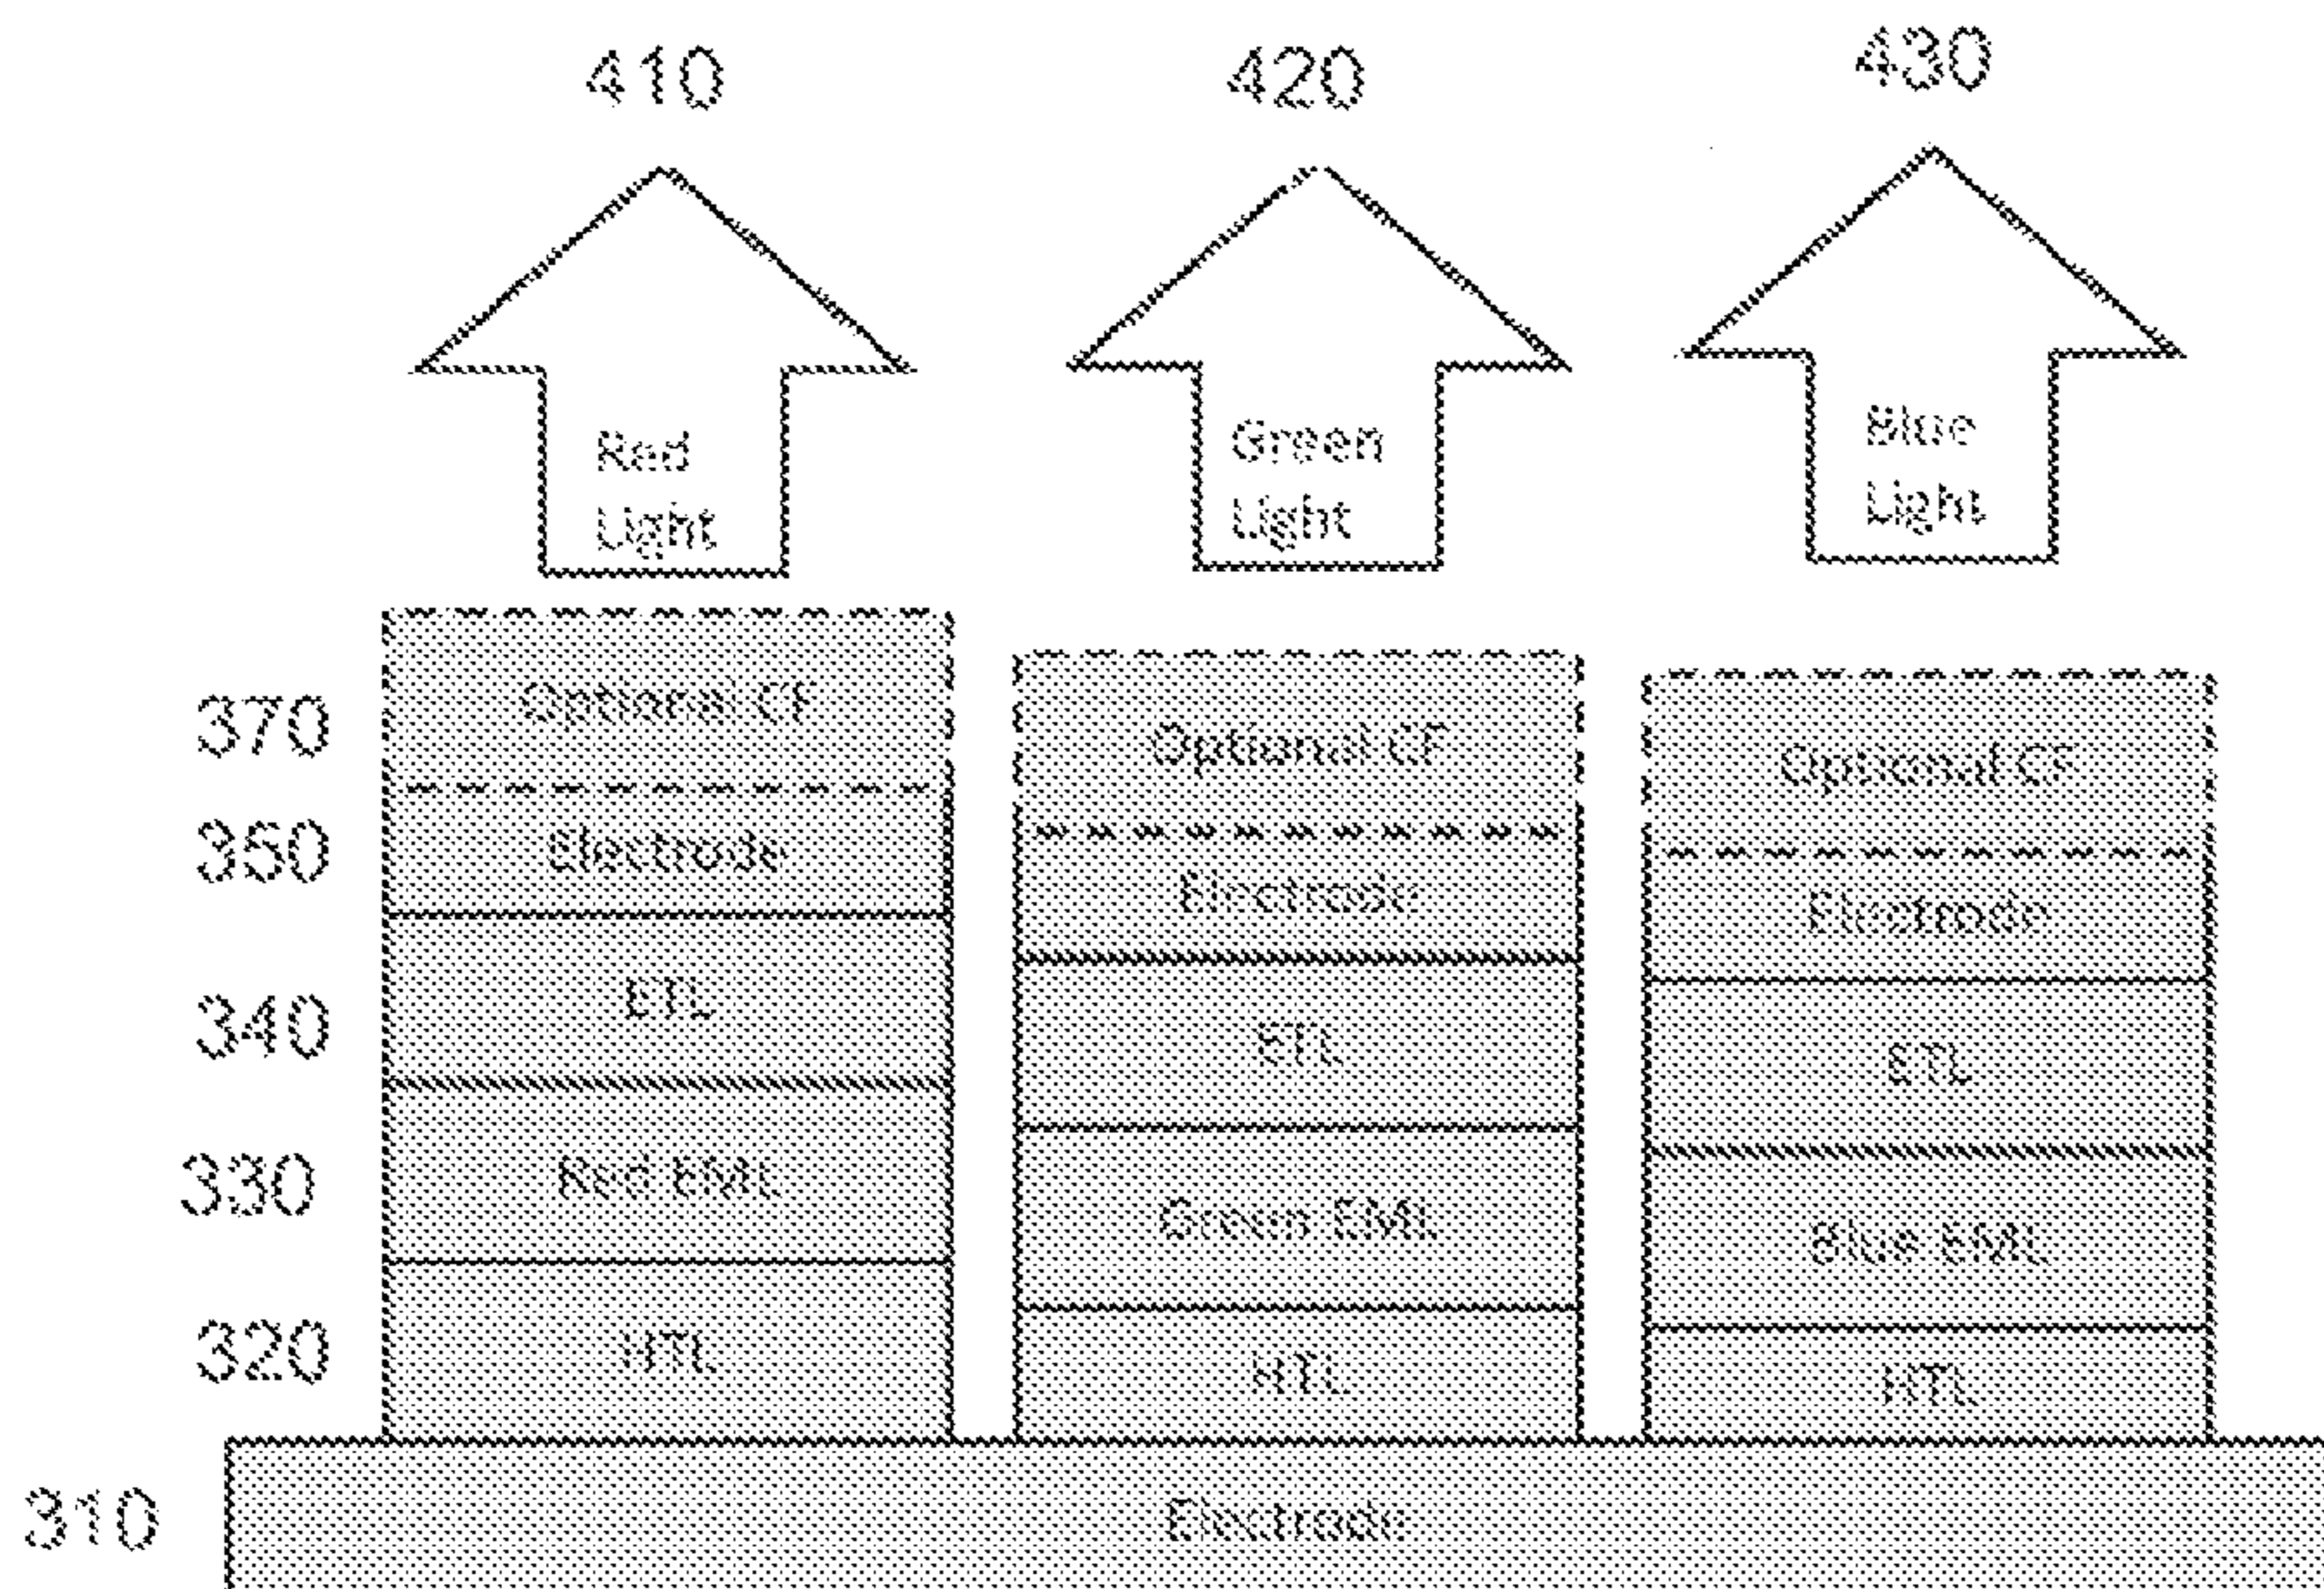 410
420
430
Red
Light
Green
Light
Blue
Light
370
Optional CF
Optional CF
Optional CF
350
Electrode
Electrode
Electrode
340
ETL
ETL
ETL
330
Red EML
Green EML
Blue EML
320
HTL
HTL
HTL
310
Electrode